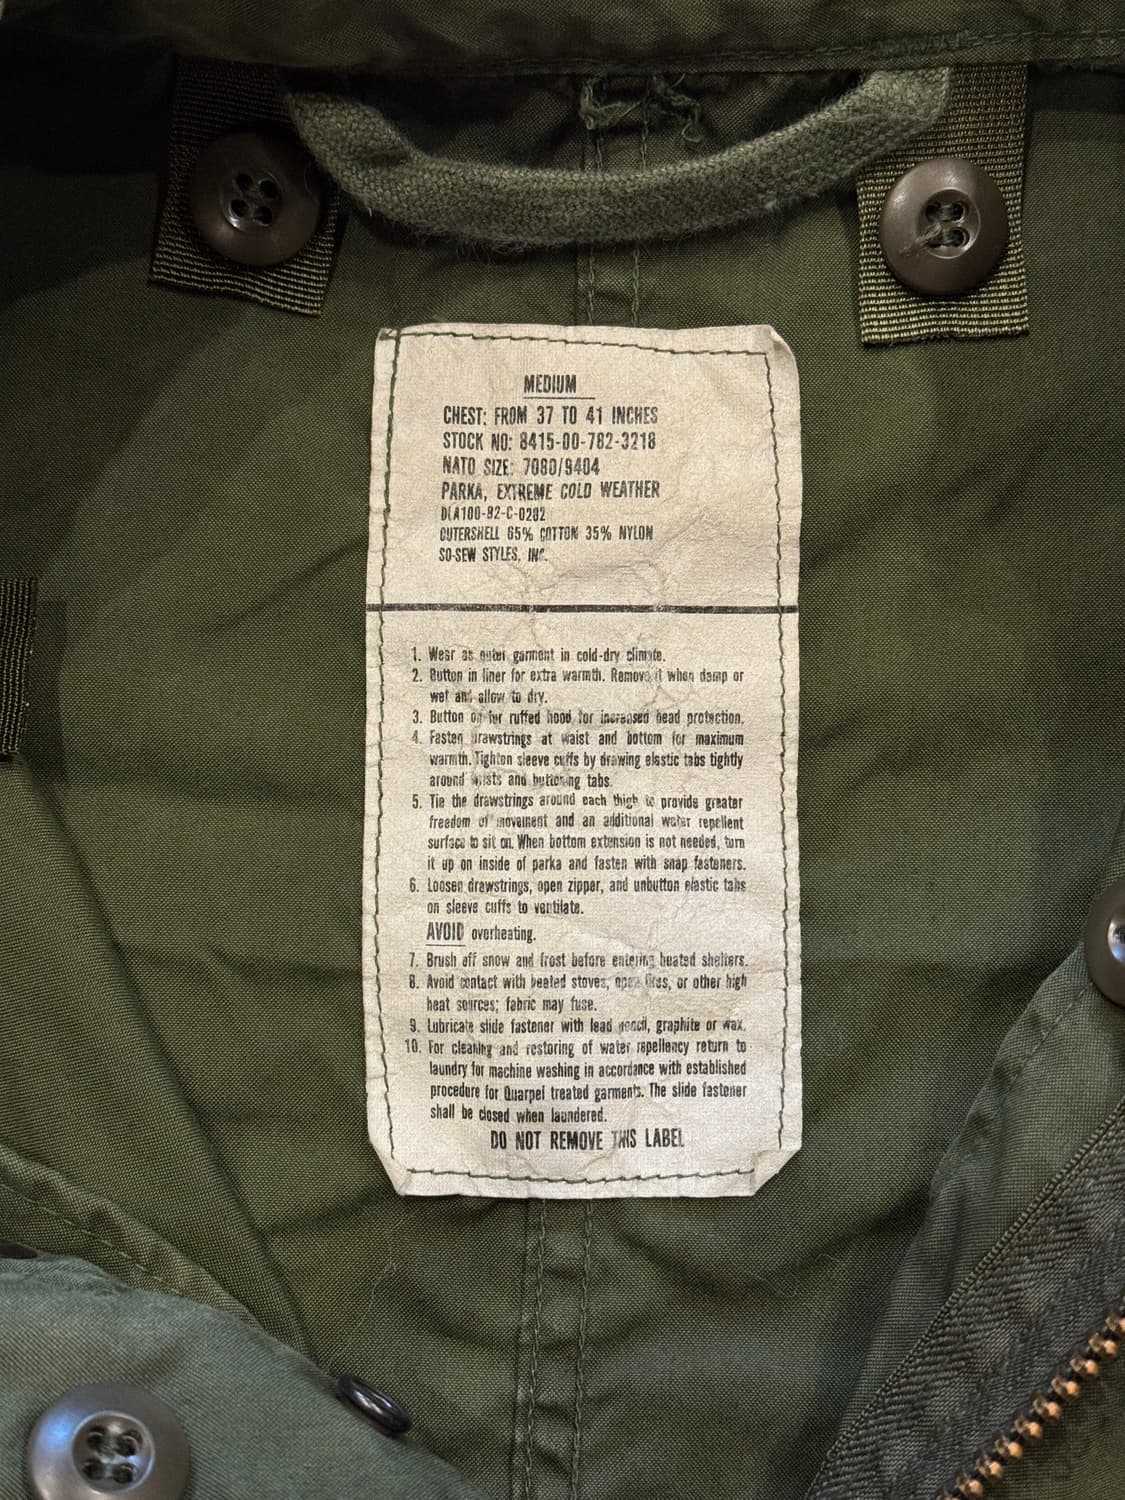 MEDIUM
CHEST: FROM 37 TO 41 INCHES
STOCK NO: 8415-00-782-3218
NATO SIZE: 7080/9404
PARKA, EXTREME COLD WEATHER
DLA100-82-C-0282
OUTERSHELL 65% COTTON 35% NYLON
SO-SEW STYLES, INC.
1. Wear as outer garment in cold-dry climate.
2. Button in liner for extra warmth. Remove it when damp or
wet and allow to dry.
3. Button on fur ruffed hood for increased head protection.
4. Fasten drawstrings at waist and bottom for maximum
warmth. Tighten sleeve cuffs by drawing elastic tabs tightly
around wrists and buttoning tabs.
5. Tie the drawstrings around each thigh to provide greater
freedom of movement and an additional water repellent
surface to sit on. When bottom extension is not needed, turn
it up on inside of parka and fasten with snap fasteners.
6. Loosen drawstrings, open zipper, and unbutton elastic tabs
on sleeve cuffs to ventilate.
AVOID overheating.
7. Brush off snow and frost before entering heated shelters.
8. Avoid contact with heated stoves, open fires, or other high
heat sources; fabric may fuse.
9. Lubricate slide fastener with lead pencil, graphite or wax.
10. For cleaning and restoring of water repellency return to
laundry for machine washing in accordance with established
procedure for Quarpel treated garments. The slide fastener
shall be closed when laundered.
DO NOT REMOVE THIS LABEL